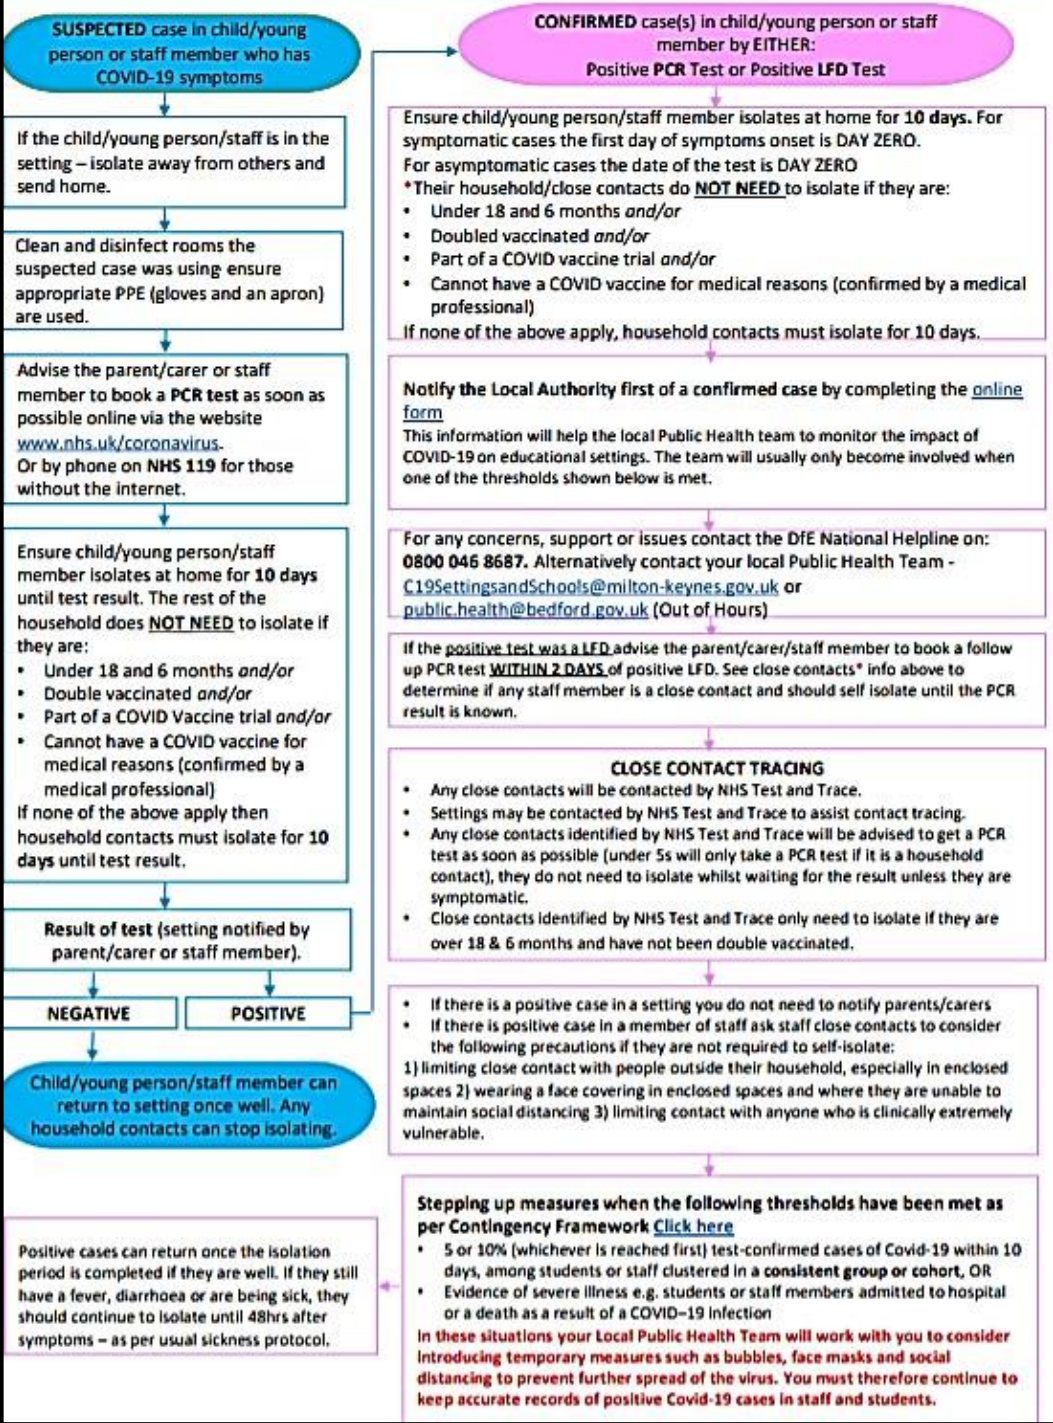 SUSPECTED case in child/young
person or staff member who has
COVID-19 symptoms
If the child/young person/staff is in the
setting – isolate away from others and
send home.
Clean and disinfect rooms the
suspected case was using ensure
appropriate PPE (gloves and an apron)
are used.
Advise the parent/carer or staff
member to book a PCR test as soon as
possible online via the website
www.nhs.uk/coronavirus.
Or by phone on NHS 119 for those
without the internet.
Ensure child/young person/staff
member isolates at home for 10 days
until test result. The rest of the
household does NOT NEED to isolate if
they are:
• Under 18 and 6 months and/or
• Double vaccinated and/or
• Part of a COVID Vaccine trial and/or
• Cannot have a COVID vaccine for
medical reasons (confirmed by a
medical professional)
If none of the above apply then
household contacts must isolate for 10
days until test result.
Result of test (setting notified by
parent/carer or staff member).
NEGATIVE
POSITIVE
Child/young person/staff member can
return to setting once well. Any
household contacts can stop isolating.
CONFIRMED case(s) in child/young person or staff
member by EITHER:
Positive PCR Test or Positive LFD Test
Ensure child/young person/staff member isolates at home for 10 days. For
symptomatic cases the first day of symptoms onset is DAY ZERO.
For asymptomatic cases the date of the test is DAY ZERO
*Their household/close contacts do NOT NEED to isolate if they are:
• Under 18 and 6 months and/or
• Doubled vaccinated and/or
• Part of a COVID vaccine trial and/or
• Cannot have a COVID vaccine for medical reasons (confirmed by a medical
professional)
If none of the above apply, household contacts must isolate for 10 days.
Notify the Local Authority first of a confirmed case by completing the online
form
This information will help the local Public Health team to monitor the impact of
COVID-19 on educational settings. The team will usually only become involved when
one of the thresholds shown below is met.
For any concerns, support or issues contact the DfE National Helpline on:
0800 046 8687. Alternatively contact your local Public Health Team -
C19SettingsandSchools@milton-keynes.gov.uk or
public.health@bedford.gov.uk (Out of Hours)
If the positive test was a LFD advise the parent/carer/staff member to book a follow
up PCR test WITHIN 2 DAYS of positive LFD. See close contacts* info above to
determine if any staff member is a close contact and should self isolate until the PCR
result is known.
CLOSE CONTACT TRACING
• Any close contacts will be contacted by NHS Test and Trace.
• Settings may be contacted by NHS Test and Trace to assist contact tracing.
• Any close contacts identified by NHS Test and Trace will be advised to get a PCR
test as soon as possible (under 5s will only take a PCR test if it is a household
contact), they do not need to isolate whilst waiting for the result unless they are
symptomatic.
• Close contacts identified by NHS Test and Trace only need to isolate if they are
over 18 & 6 months and have not been double vaccinated.
• If there is a positive case in a setting you do not need to notify parents/carers
• If there is positive case in a member of staff ask staff close contacts to consider
the following precautions if they are not required to self-isolate:
1) limiting close contact with people outside their household, especially in enclosed
spaces 2) wearing a face covering in enclosed spaces and where they are unable to
maintain social distancing 3) limiting contact with anyone who is clinically extremely
vulnerable.
Stepping up measures when the following thresholds have been met as
per Contingency Framework Click here
• 5 or 10% (whichever is reached first) test-confirmed cases of Covid-19 within 10
days, among students or staff clustered in a consistent group or cohort, OR
• Evidence of severe illness e.g. students or staff members admitted to hospital
or a death as a result of a COVID–19 infection
In these situations your Local Public Health Team will work with you to consider
introducing temporary measures such as bubbles, face masks and social
distancing to prevent further spread of the virus. You must therefore continue to
keep accurate records of positive Covid-19 cases in staff and students.
Positive cases can return once the isolation
period is completed if they are well. If they still
have a fever, diarrhoea or are being sick, they
should continue to isolate until 48hrs after
symptoms – as per usual sickness protocol.